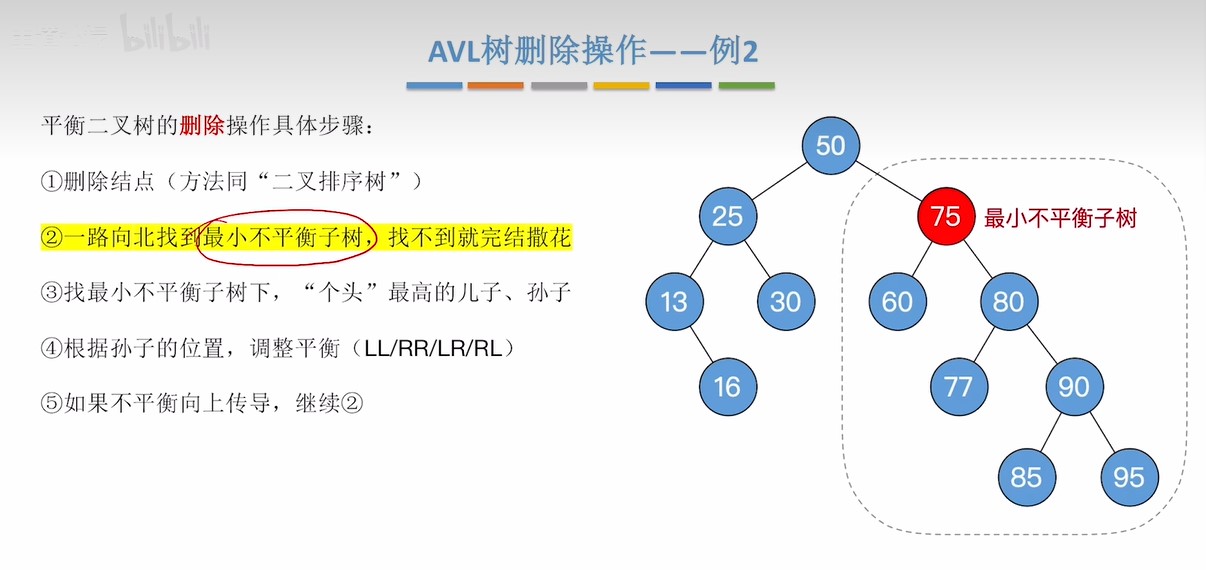 bilibili
AVL树删除操作——例2
平衡二叉树的删除操作具体步骤：
①删除结点（方法同“二叉排序树”）
②一路向北找到最小不平衡子树，找不到就完结撒花
③找最小不平衡子树下，“个头”最高的儿子、孙子
④根据孙子的位置，调整平衡（LL/RR/LR/RL）
⑤如果不平衡向上传导，继续②
50
25
75
最小不平衡子树
13
30
60
80
16
77
90
85
95